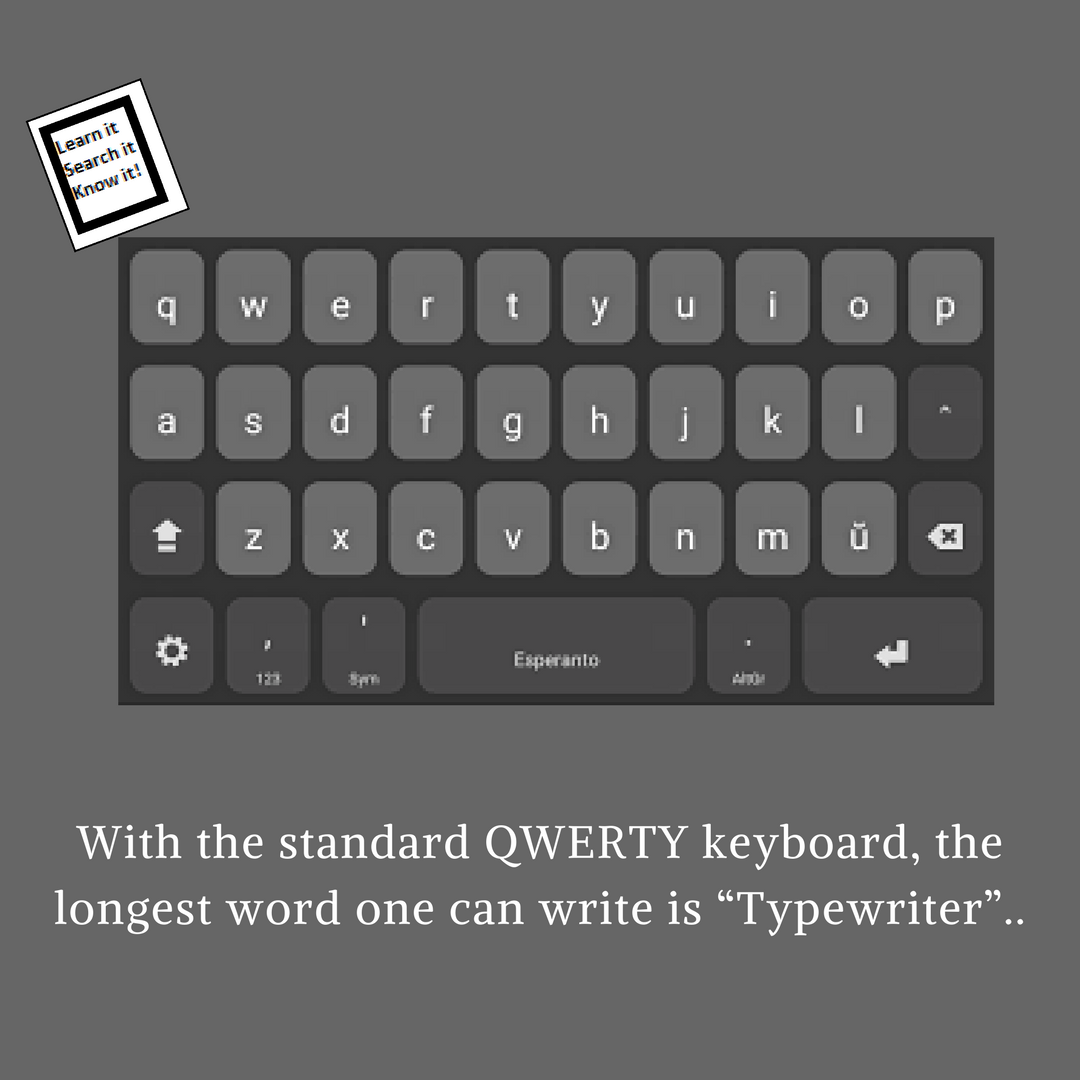 Learn it
Search it
Know it!
q w e r t y u i o p
a s d f g h j k l ^
z x c v b n m ŭ
, ' Esperanto .
123 Sym AltGr
With the standard QWERTY keyboard, the
longest word one can write is “Typewriter”..